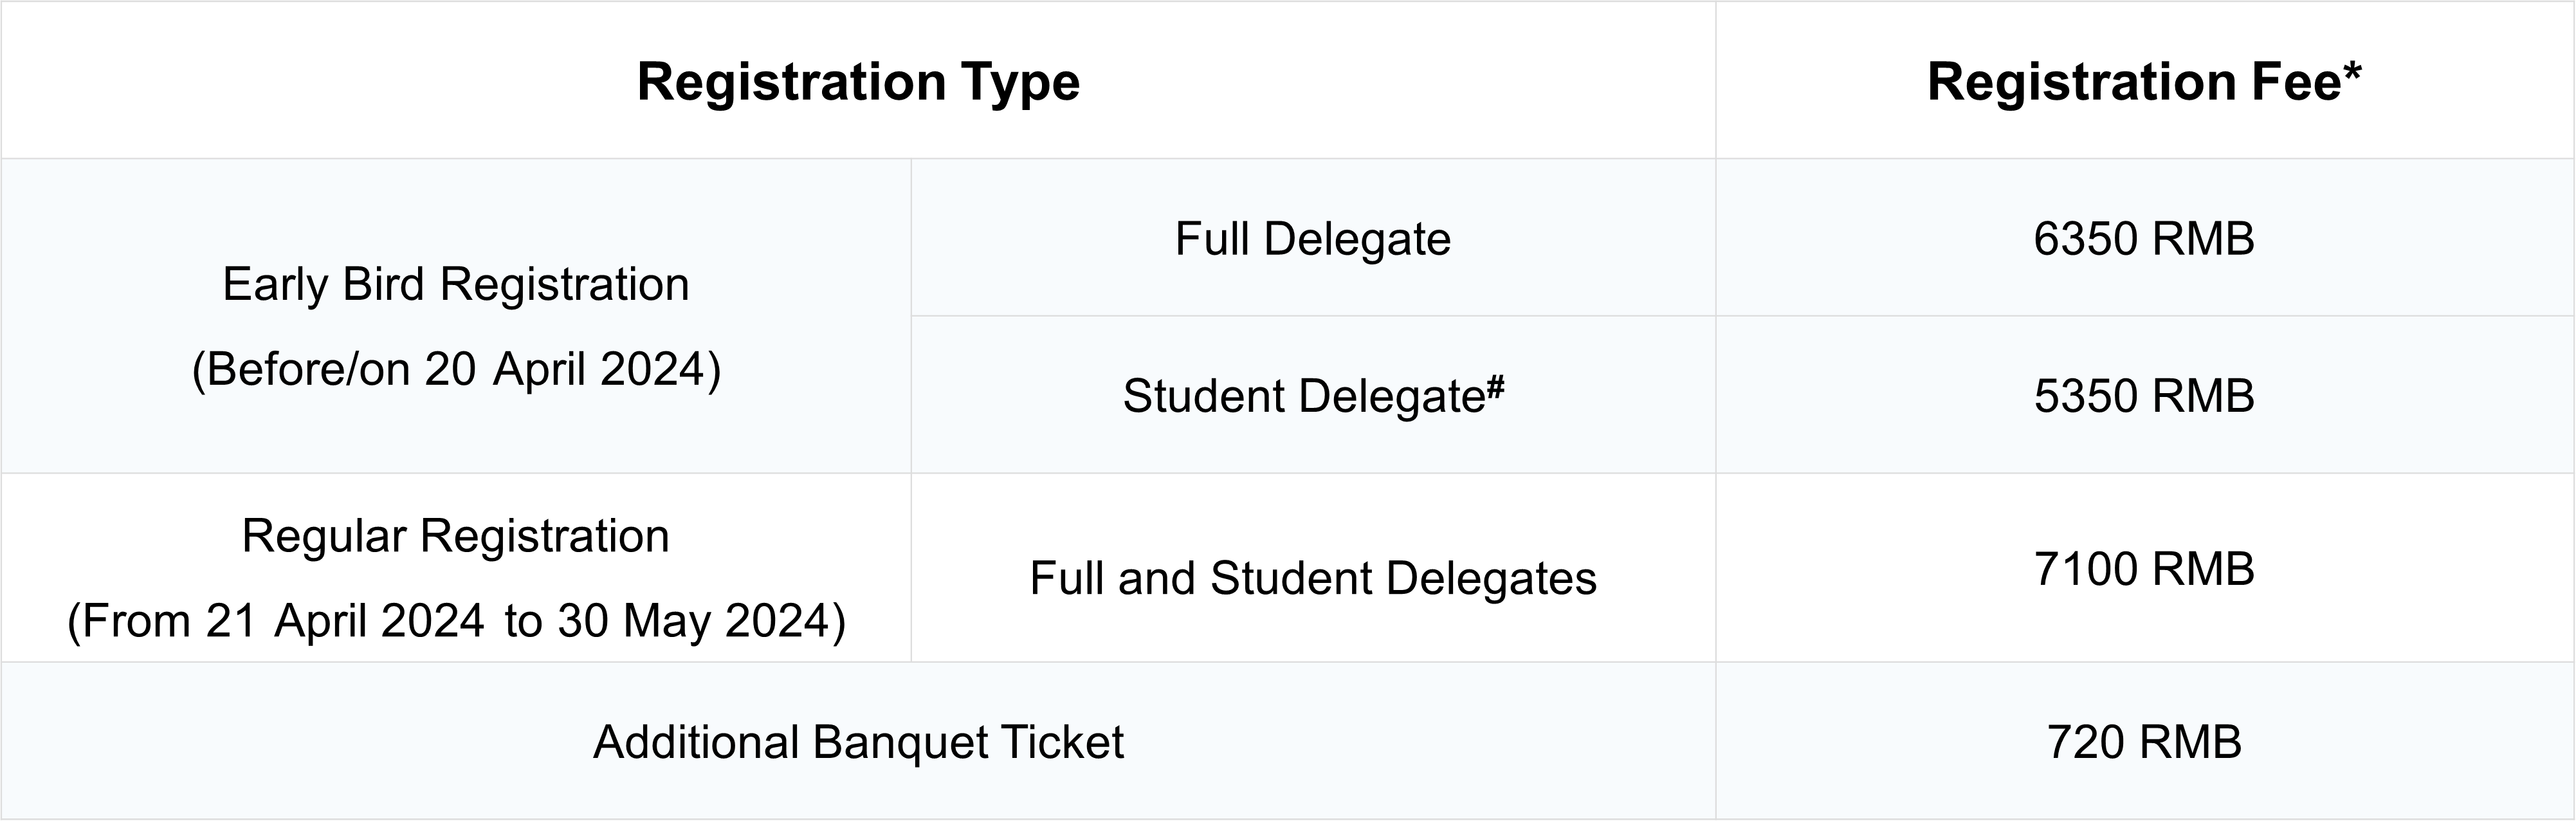 Registration Type
Registration Fee*
Early Bird Registration
(Before/on 20 April 2024)
Full Delegate
6350 RMB
Student Delegate#
5350 RMB
Regular Registration
(From 21 April 2024 to 30 May 2024)
Full and Student Delegates
7100 RMB
Additional Banquet Ticket
720 RMB